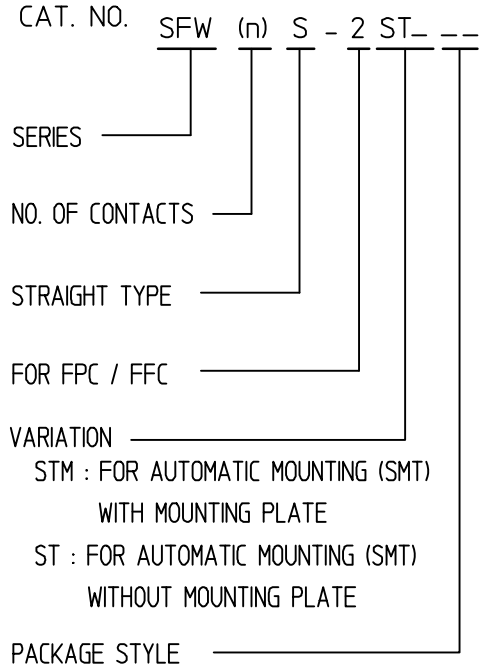 CAT. NO. SFW (n) S - 2 ST_ _ _
SERIES
NO. OF CONTACTS
STRAIGHT TYPE
FOR FPC / FFC
VARIATION
STM : FOR AUTOMATIC MOUNTING (SMT)
WITH MOUNTING PLATE
ST : FOR AUTOMATIC MOUNTING (SMT)
WITHOUT MOUNTING PLATE
PACKAGE STYLE